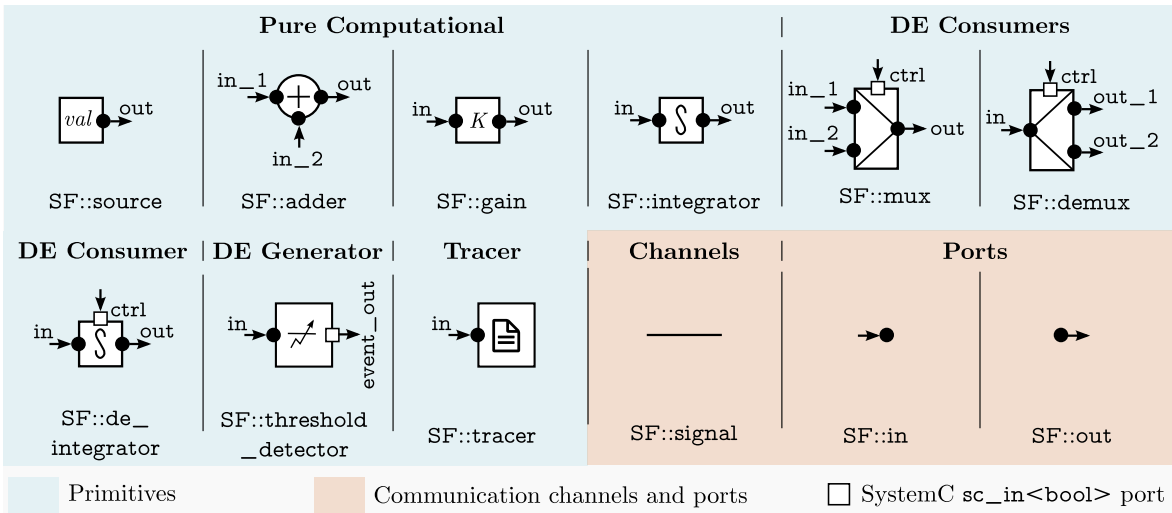 Pure Computational
DE Consumers
val
out
SF::source
in_1
+
out
in_2
SF::adder
in
K
out
SF::gain
in
∫
out
SF::integrator
in_1
in_2
ctrl
out
SF::mux
in
ctrl
out_1
out_2
SF::demux
DE Consumer
DE Generator
Tracer
Channels
Ports
ctrl
in
∫
out
SF::de_
integrator
in
event_out
SF::threshold
_detector
in
SF::tracer
SF::signal
SF::in
SF::out
Primitives
Communication channels and ports
SystemC sc_in<bool> port